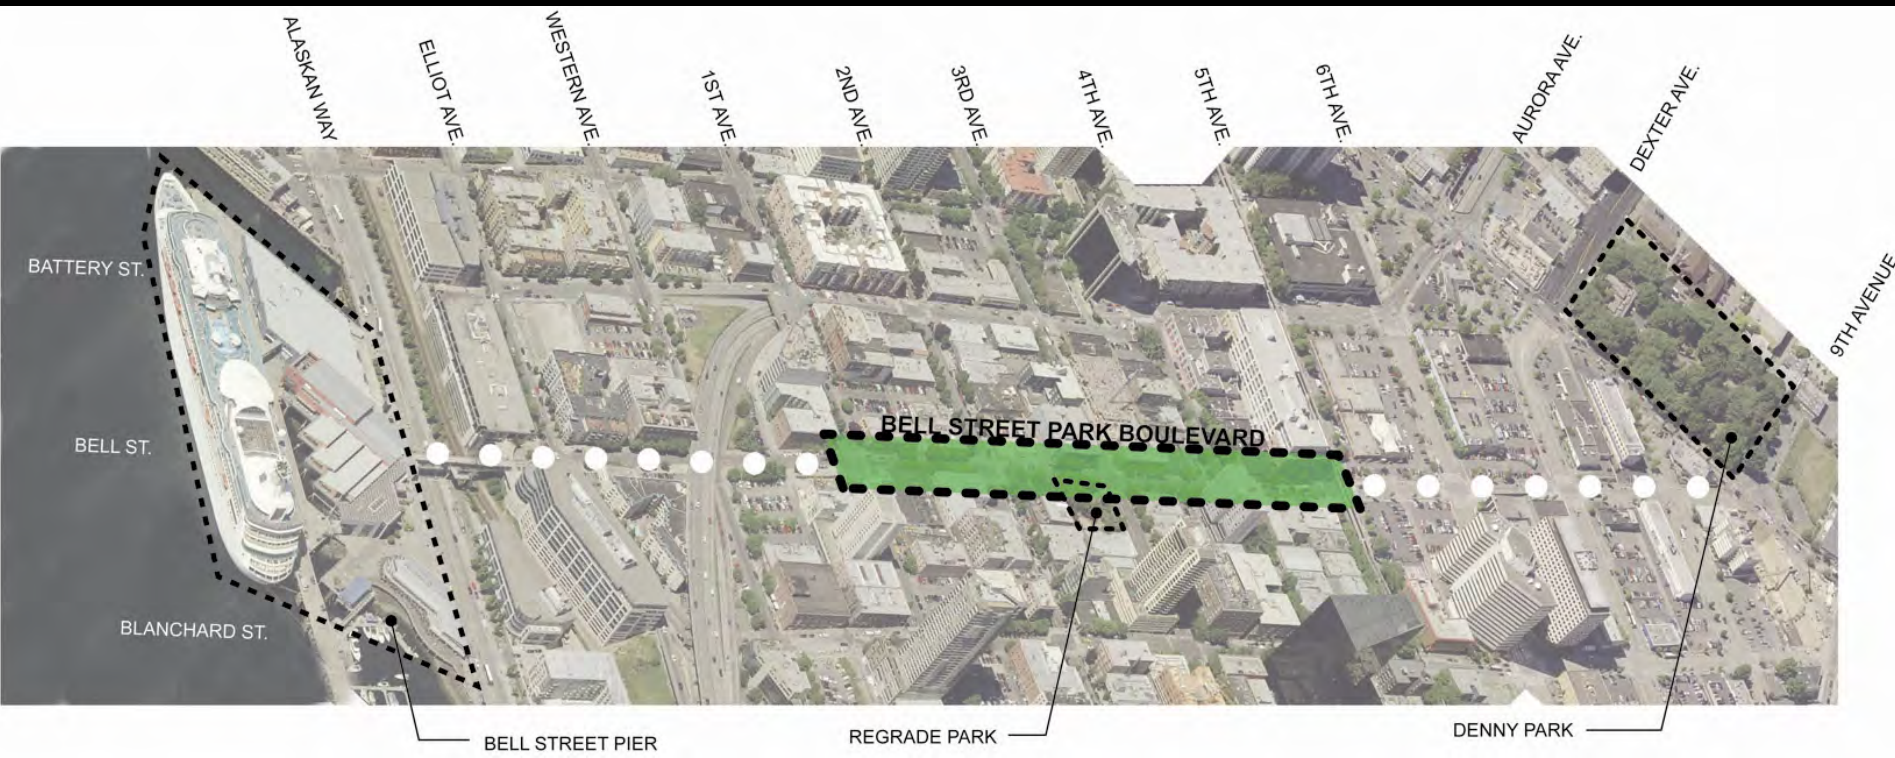 ALASKAN WAY
ELLIOT AVE.
WESTERN AVE.
1ST AVE.
2ND AVE.
3RD AVE.
4TH AVE.
5TH AVE.
6TH AVE.
AURORA AVE.
DEXTER AVE.
9TH AVENUE
BATTERY ST.
BELL ST.
BELL STREET PARK BOULEVARD
BLANCHARD ST.
BELL STREET PIER
REGRADE PARK
DENNY PARK